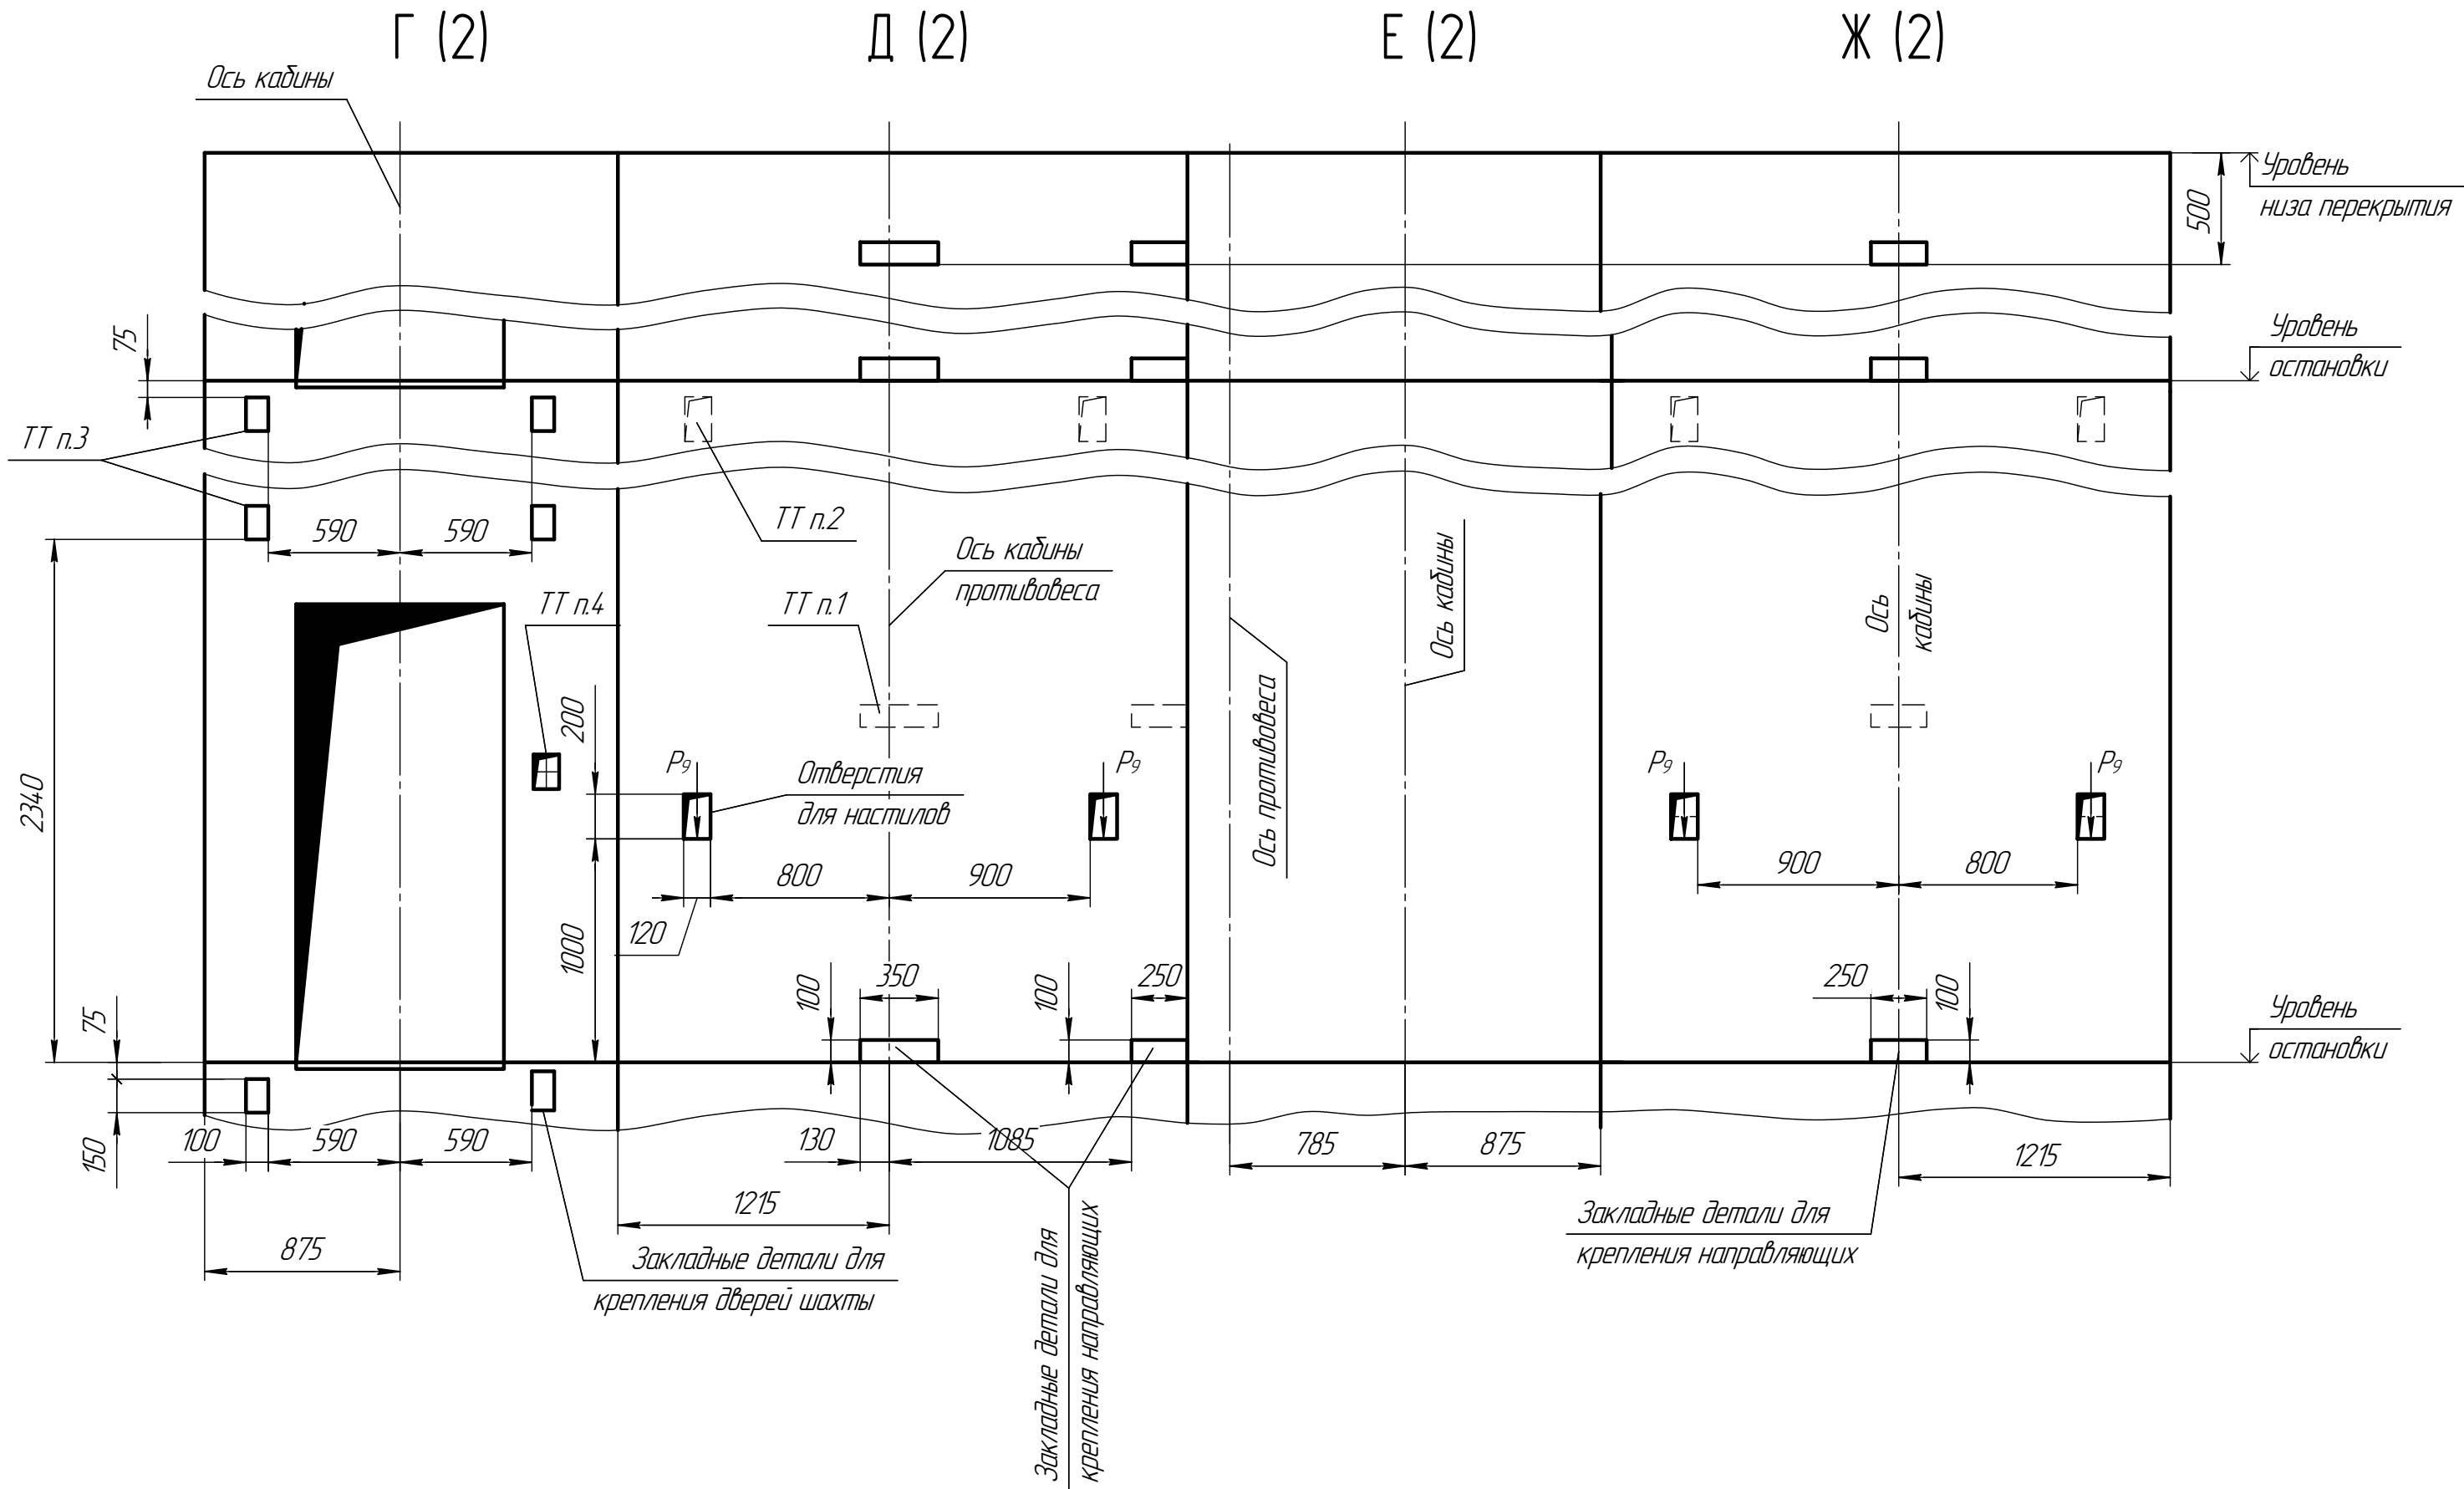 Г (2)
Д (2)
Е (2)
Ж (2)
Ось кабины
Уровень
низа перекрытия
500
Уровень
остановки
75
ТТ п.3
590
590
ТТ п.2
Ось кабины
противовеса
Ось кабины
Ось
кабины
ТТ п.4
ТТ п.1
2340
200
P9
Отверстия
для настилов
P9
Ось противовеса
P9
P9
800
900
900
800
120
1000
100
350
100
250
250
100
Уровень
остановки
75
150
100
590
590
130
1085
785
875
1215
1215
875
Закладные детали для
крепления дверей шахты
Закладные детали для
крепления направляющих
Закладные детали для
крепления направляющих